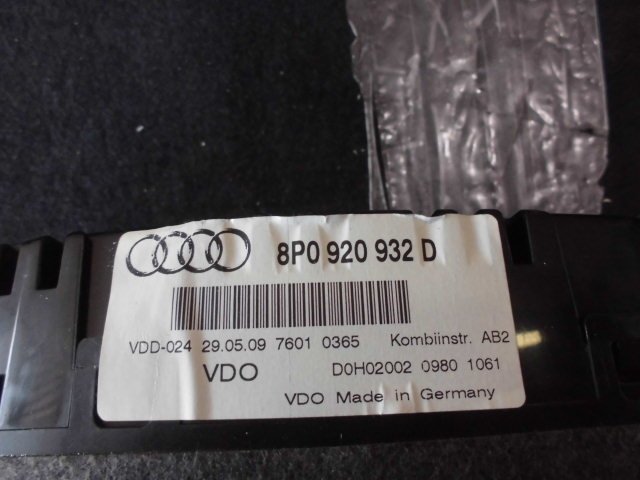 8P0 920 932 D
VDD-024 29.05.09 7601 0365 Kombiinstr. AB2
VDO D0H02002 0980 1061
VDO Made in Germany